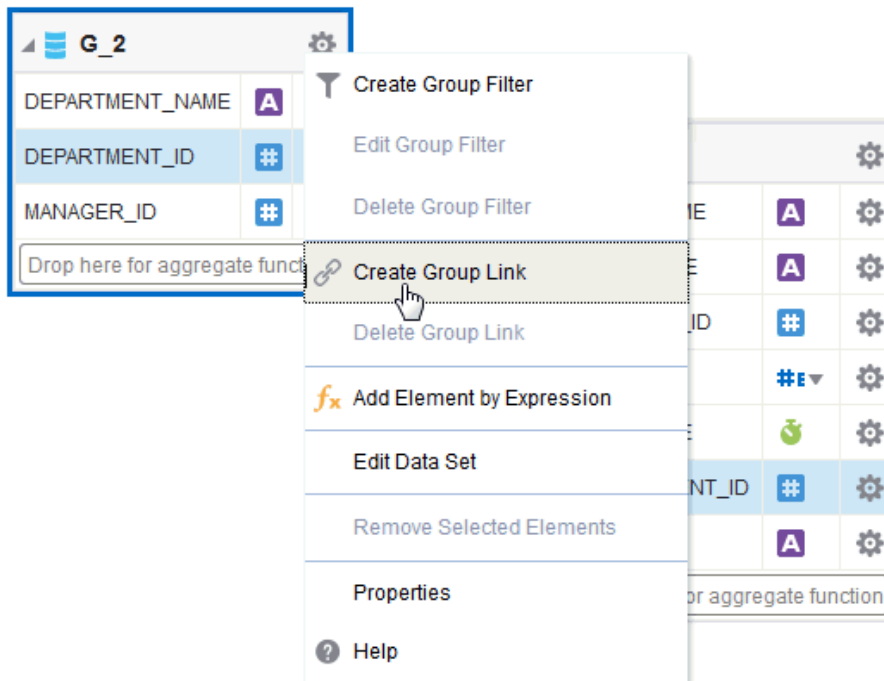 G_2
DEPARTMENT_NAME A
DEPARTMENT_ID #
MANAGER_ID #
Drop here for aggregate funct
Create Group Filter
Edit Group Filter
Delete Group Filter
Create Group Link
Delete Group Link
fx Add Element by Expression
Edit Data Set
Remove Selected Elements
Properties
? Help
ME A
E A
_ID #
#E
E
NT_ID #
A
or aggregate function